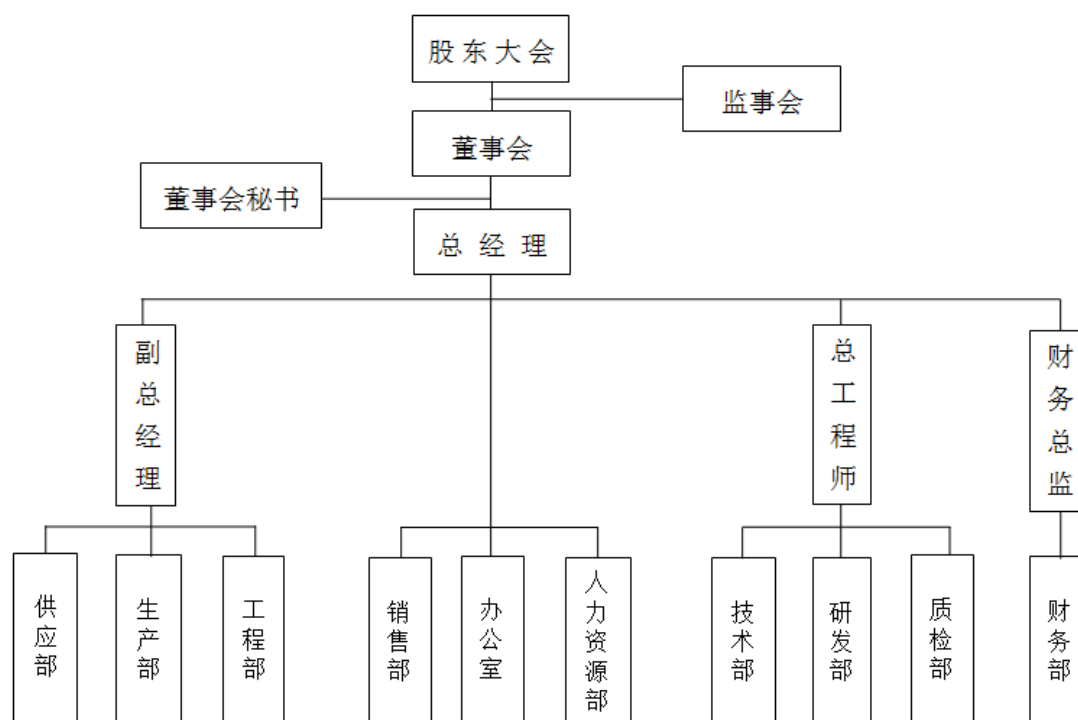 股东大会
监事会
董事会
董事会秘书
总经理
副总经理
总工程师
财务总监
供应部
生产部
工程部
销售部
办公室
人力资源部
技术部
研发部
质检部
财务部